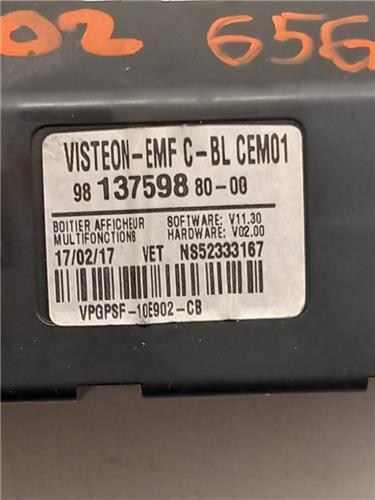 02 656
VISTEON-EMF C-BL CEM01
98 137598 80-00
BOITIER AFFICHEUR SOFTWARE: V11.30
MULTIFONCTIONS HARDWARE: V02.00
17/02/17 VET NS52333167
VPGPSF-10E902-CB